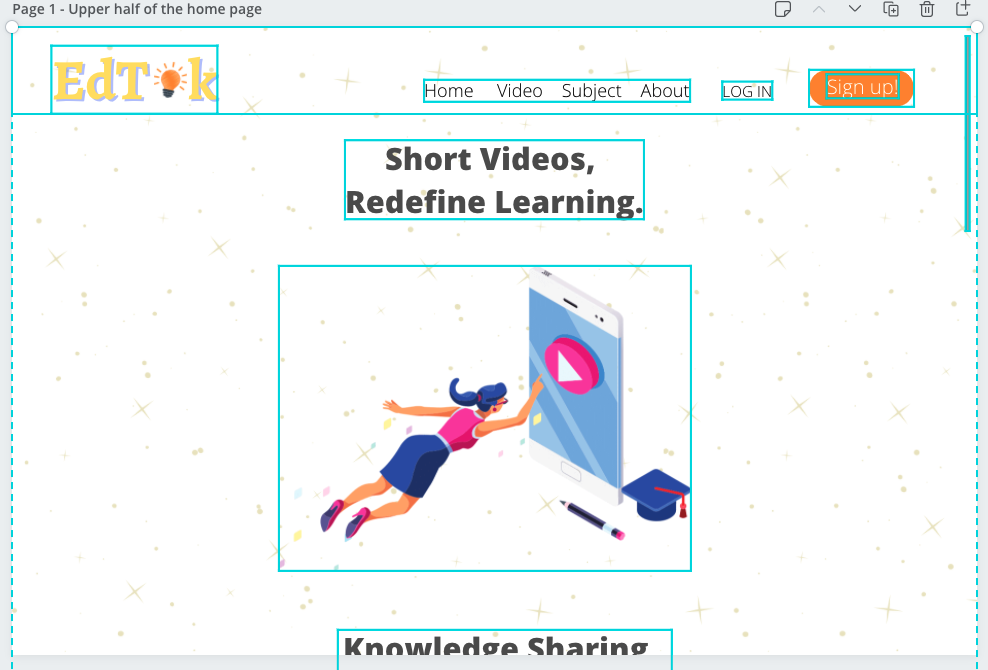 Page 1 - Upper half of the home page
EdTok
Home Video Subject About LOG IN Sign up!
Short Videos,
Redefine Learning.
Knowledge Sharing